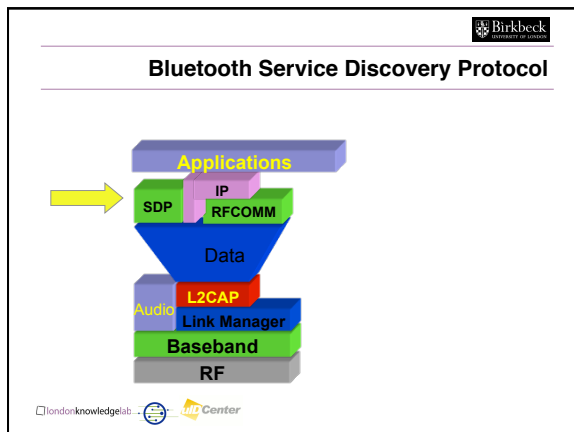 Birkbeck
UNIVERSITY OF LONDON
Bluetooth Service Discovery Protocol
Applications
IP
SDP
RFCOMM
Data
L2CAP
Audio
Link Manager
Baseband
RF
londonknowledgelab
uIDCenter